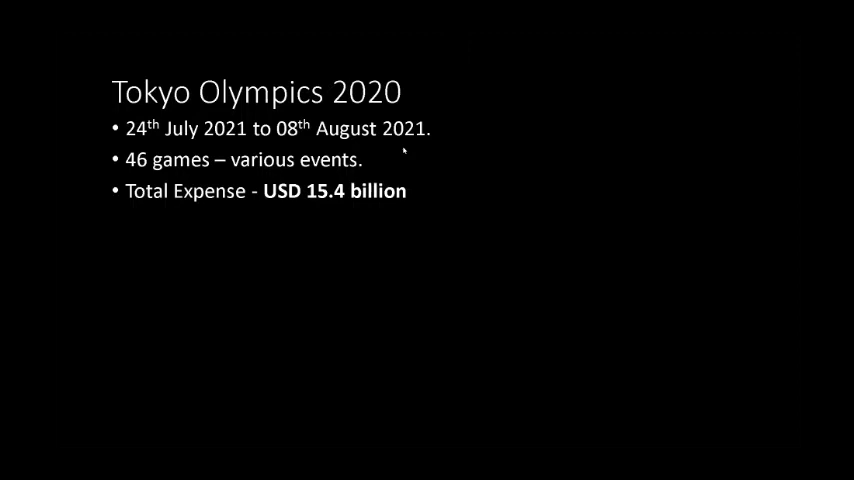 Tokyo Olympics 2020
• 24th July 2021 to 08th August 2021.
• 46 games – various events.
• Total Expense - USD 15.4 billion